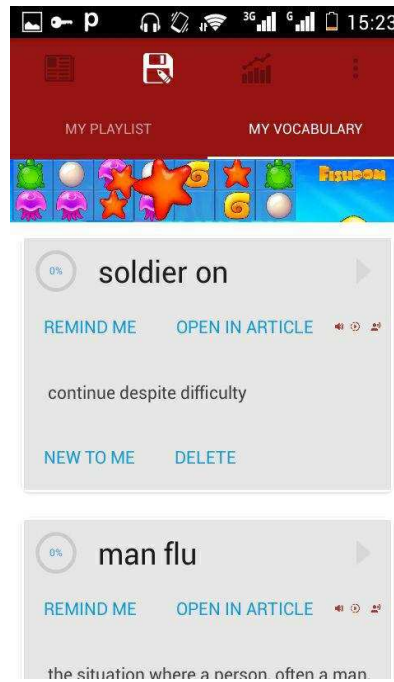 3G G 15:23
MY PLAYLIST MY VOCABULARY
FISHDOM
0% soldier on
REMIND ME OPEN IN ARTICLE
continue despite difficulty
NEW TO ME DELETE
0% man flu
REMIND ME OPEN IN ARTICLE
the situation where a person, often a man,